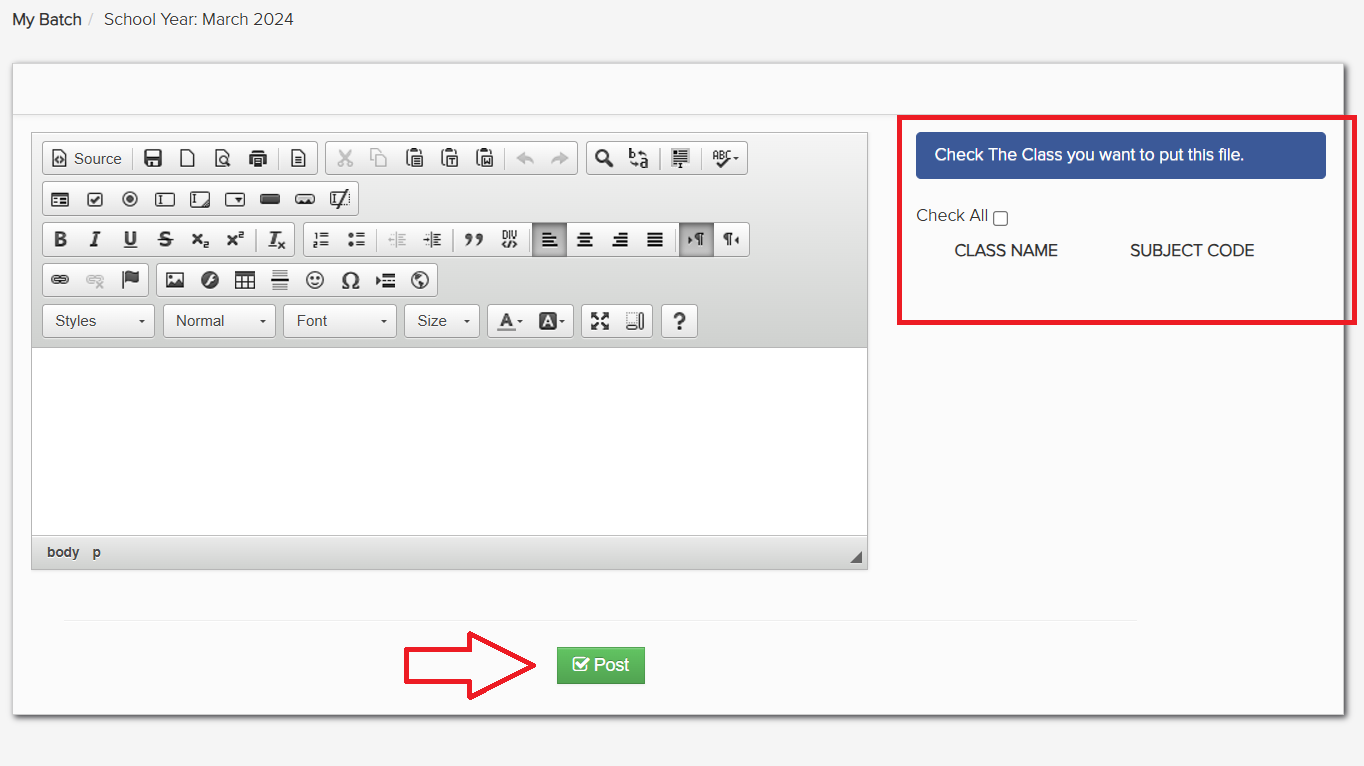 My Batch / School Year: March 2024
Source
Styles Normal Font Size
body p
Check The Class you want to put this file.
Check All
CLASS NAME SUBJECT CODE
Post